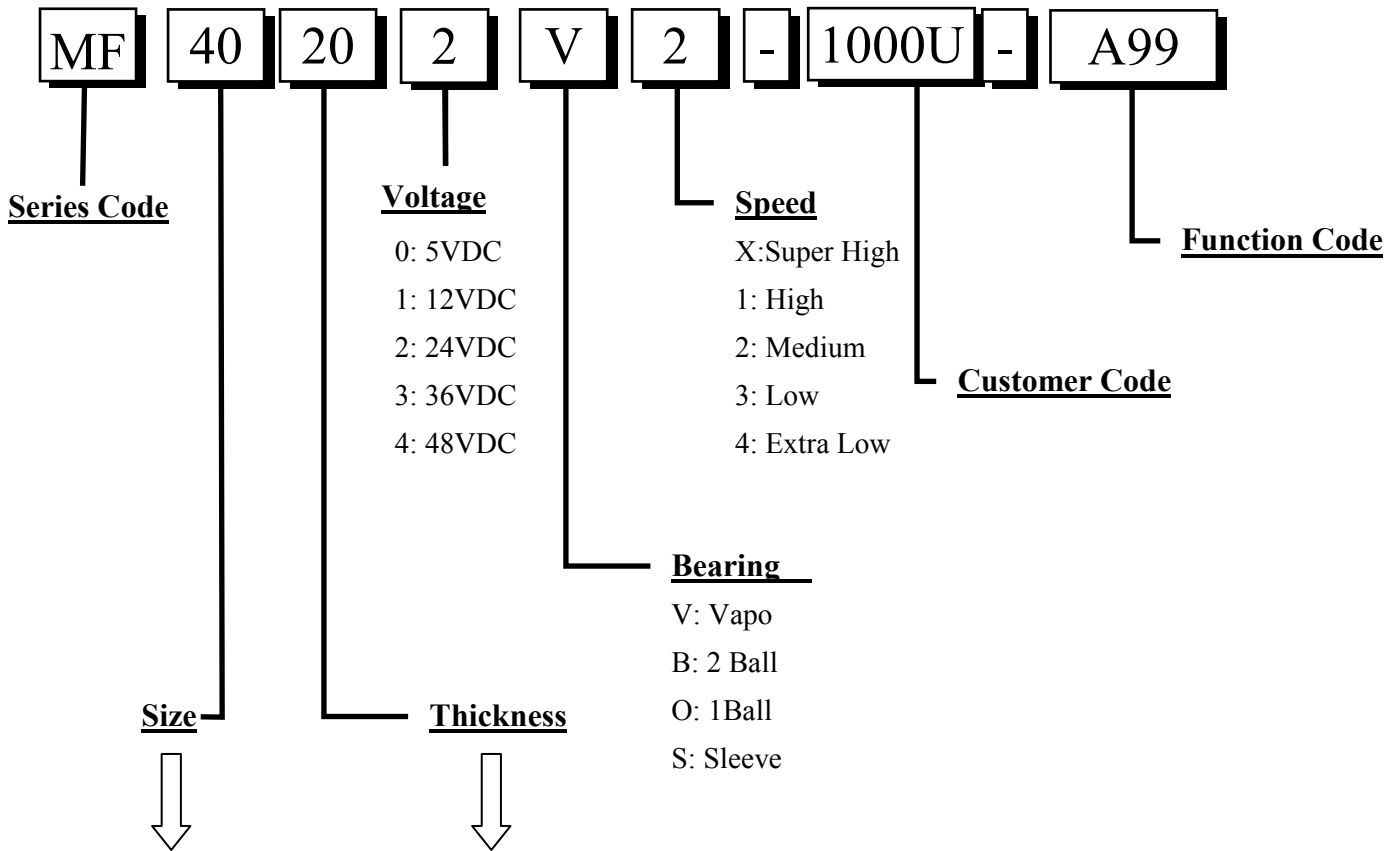 MF 40 20 2 V 2 - 1000U - A99
Series Code
Voltage
0: 5VDC
1: 12VDC
2: 24VDC
3: 36VDC
4: 48VDC
Speed
X:Super High
1: High
2: Medium
3: Low
4: Extra Low
Function Code
Customer Code
Bearing
V: Vapo
B: 2 Ball
O: 1Ball
S: Sleeve
Size
Thickness